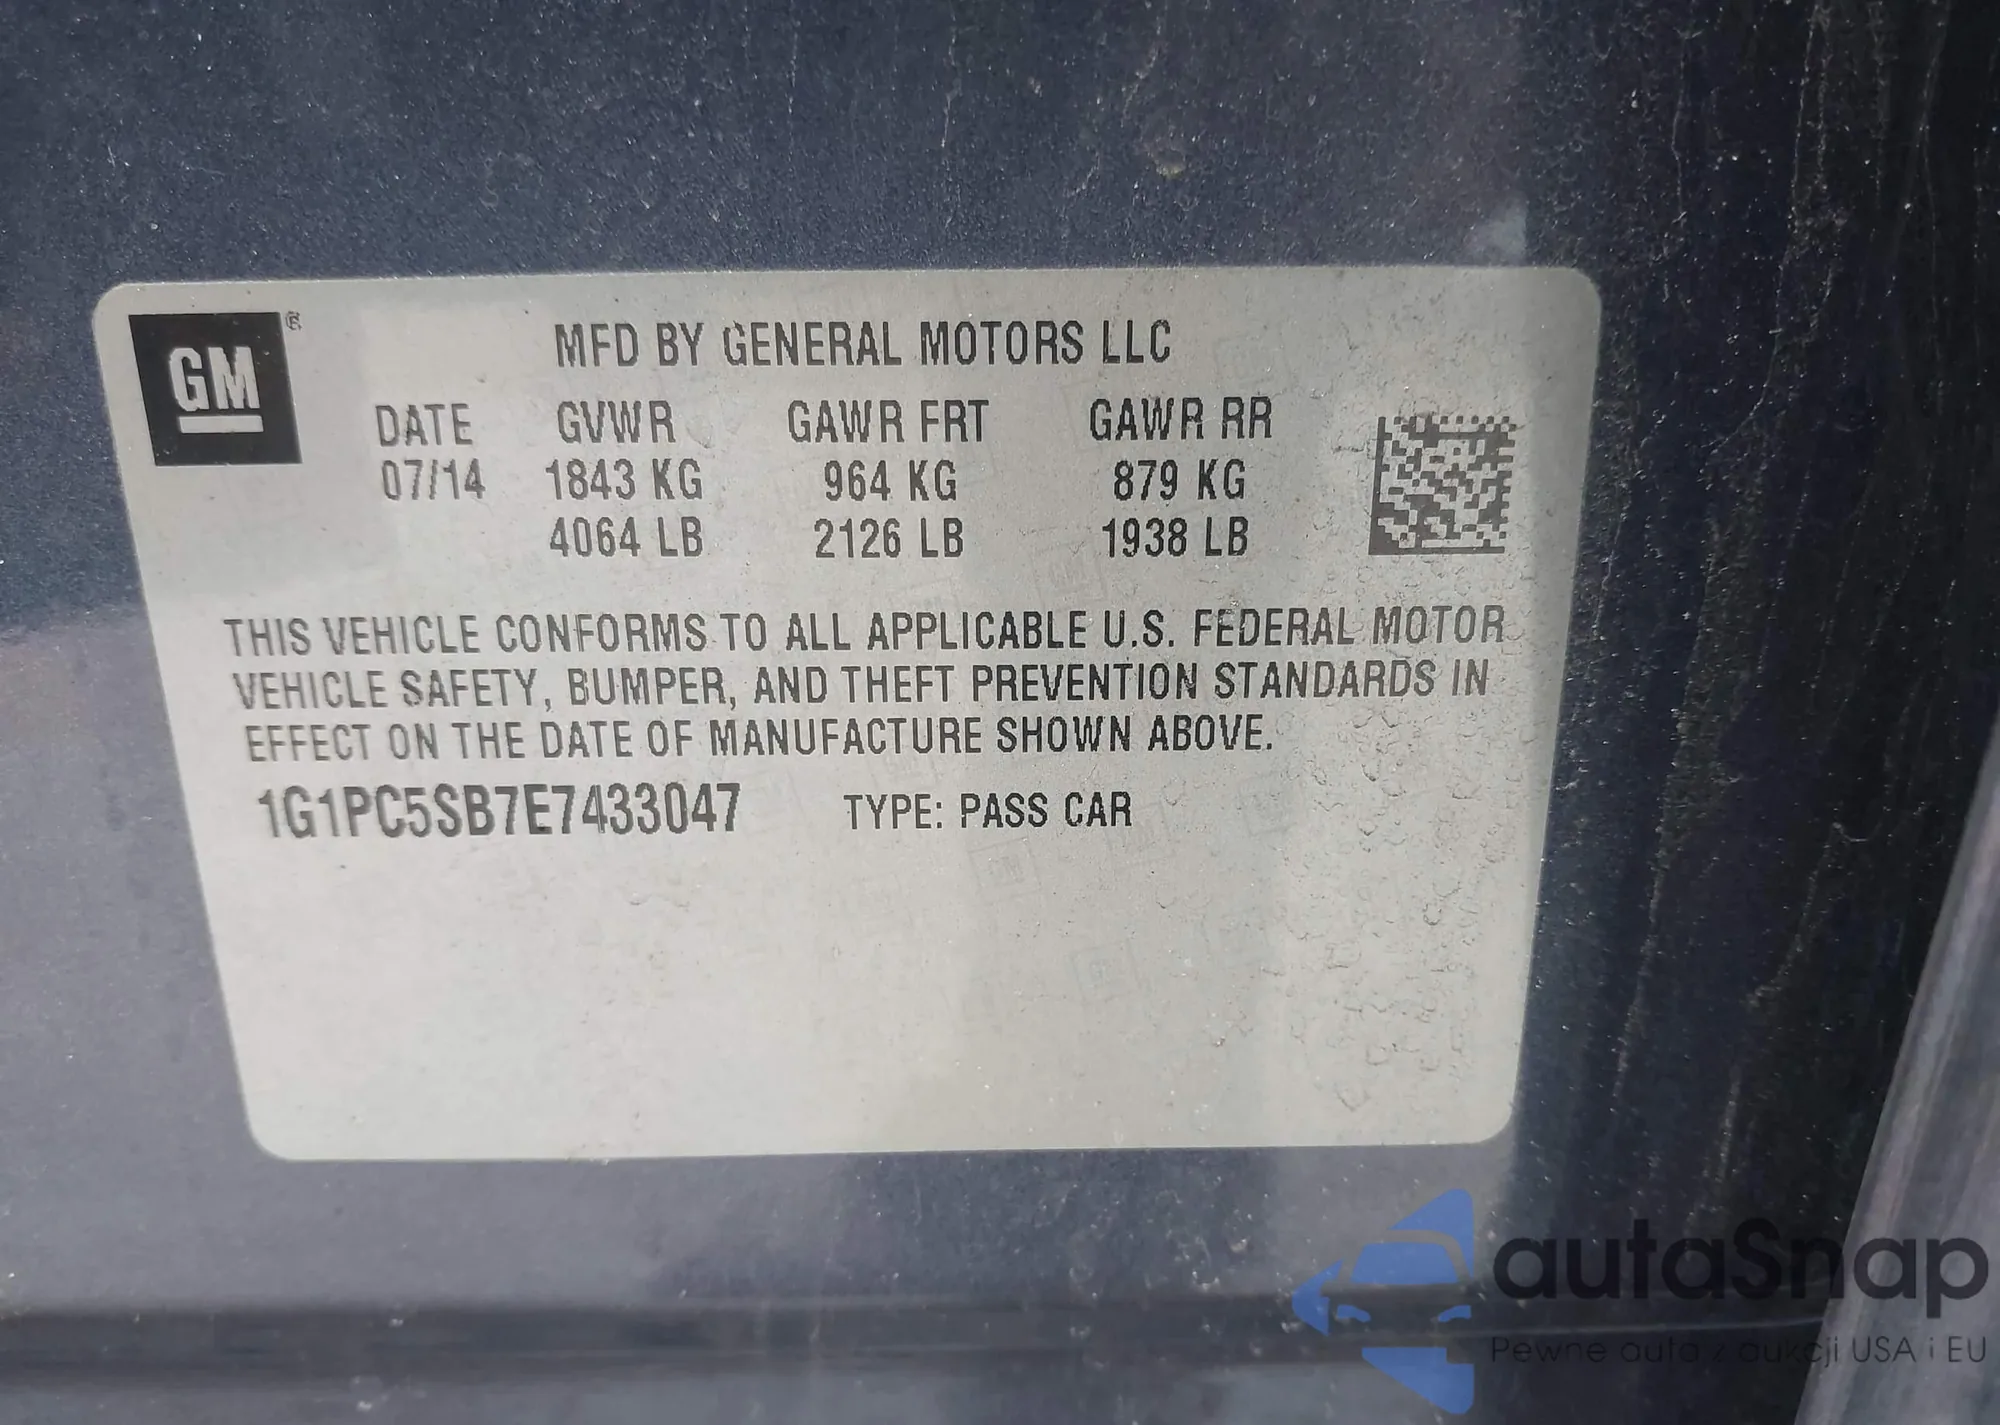 GM ®
MFD BY GENERAL MOTORS LLC
DATE GVWR GAWR FRT GAWR RR
07/14 1843 KG 964 KG 879 KG
4064 LB 2126 LB 1938 LB
THIS VEHICLE CONFORMS TO ALL APPLICABLE U.S. FEDERAL MOTOR
VEHICLE SAFETY, BUMPER, AND THEFT PREVENTION STANDARDS IN
EFFECT ON THE DATE OF MANUFACTURE SHOWN ABOVE.
1G1PC5SB7E7433047 TYPE: PASS CAR
autaSnap
Pewne auta z aukcji USA i EU